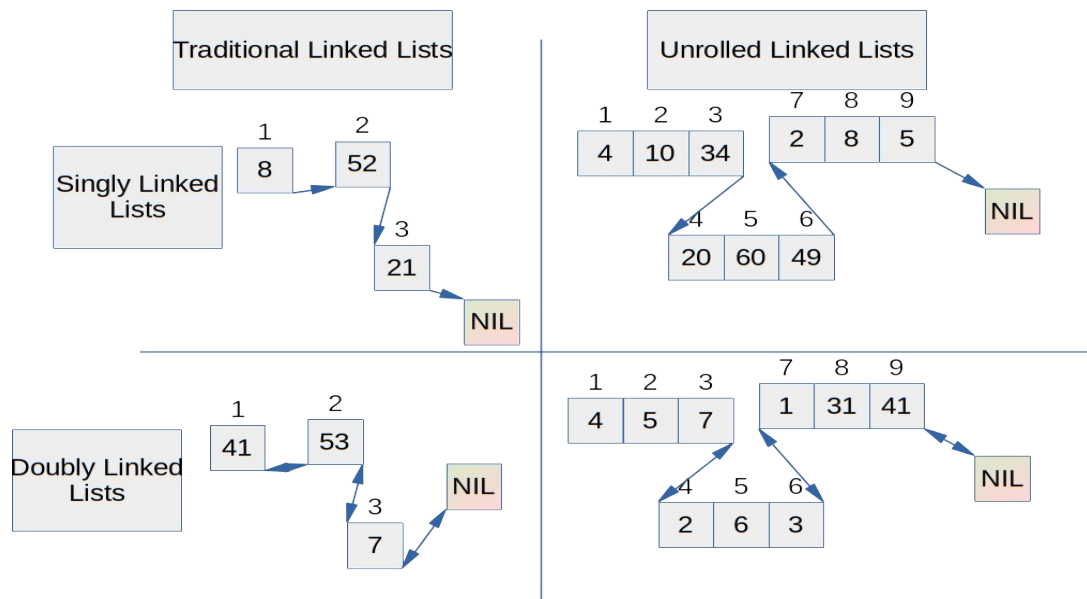 Traditional Linked Lists
Unrolled Linked Lists
Singly Linked
Lists
1 2
8 52
3
21
NIL
1 2 3
4 10 34
7 8 9
2 8 5
4 5 6
20 60 49
NIL
Doubly Linked
Lists
1 2
41 53
3
7
NIL
1 2 3
4 5 7
7 8 9
1 31 41
4 5 6
2 6 3
NIL